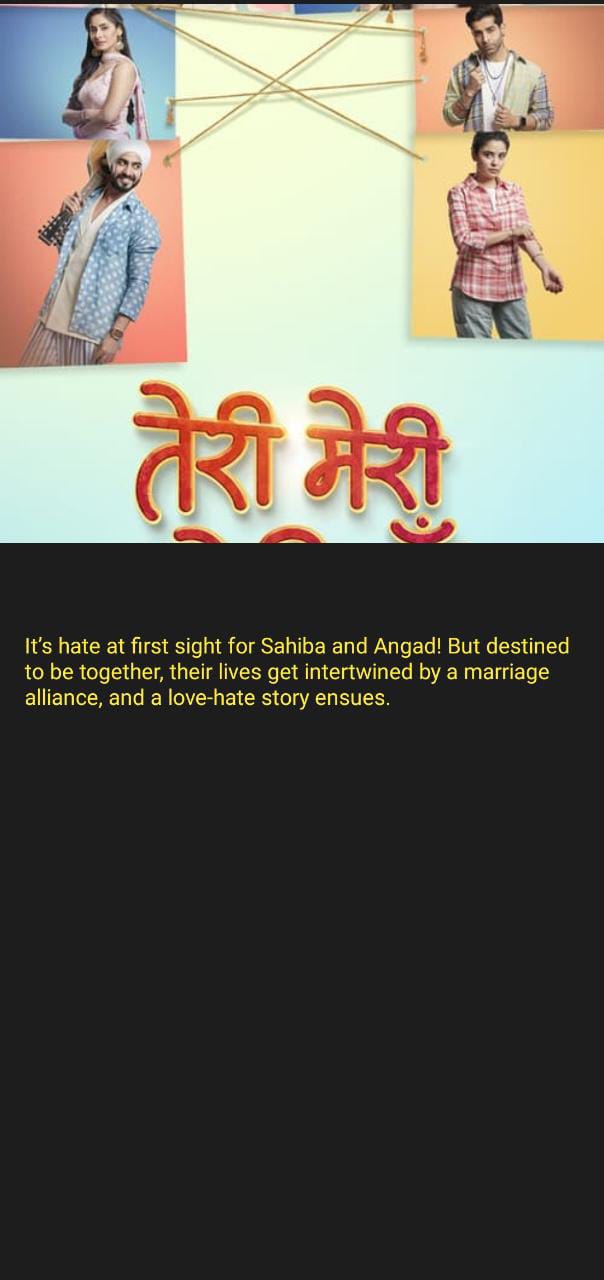 तेरी मेरी
It's hate at first sight for Sahiba and Angad! But destined
to be together, their lives get intertwined by a marriage
alliance, and a love-hate story ensues.